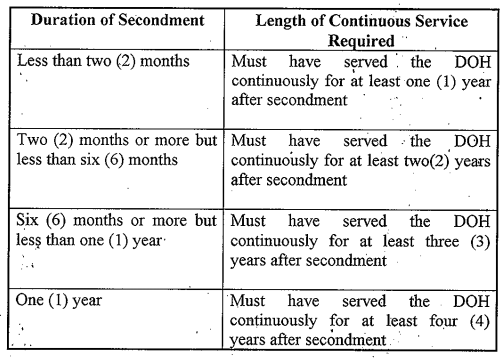 Duration of Secondment
Length of Continuous Service
Required
Less than two (2) months
Must have served the DOH
continuously for at least one (1) year
after secondment
Two (2) months or more but
less than six (6) months
Must have served the DOH
continuously for at least two(2) years
after secondment
Six (6) months or more but
less than one (1) year
Must have served the DOH
continuously for at least three (3)
years after secondment
One (1) year
Must have served the DOH
continuously for at least four (4)
years after secondment